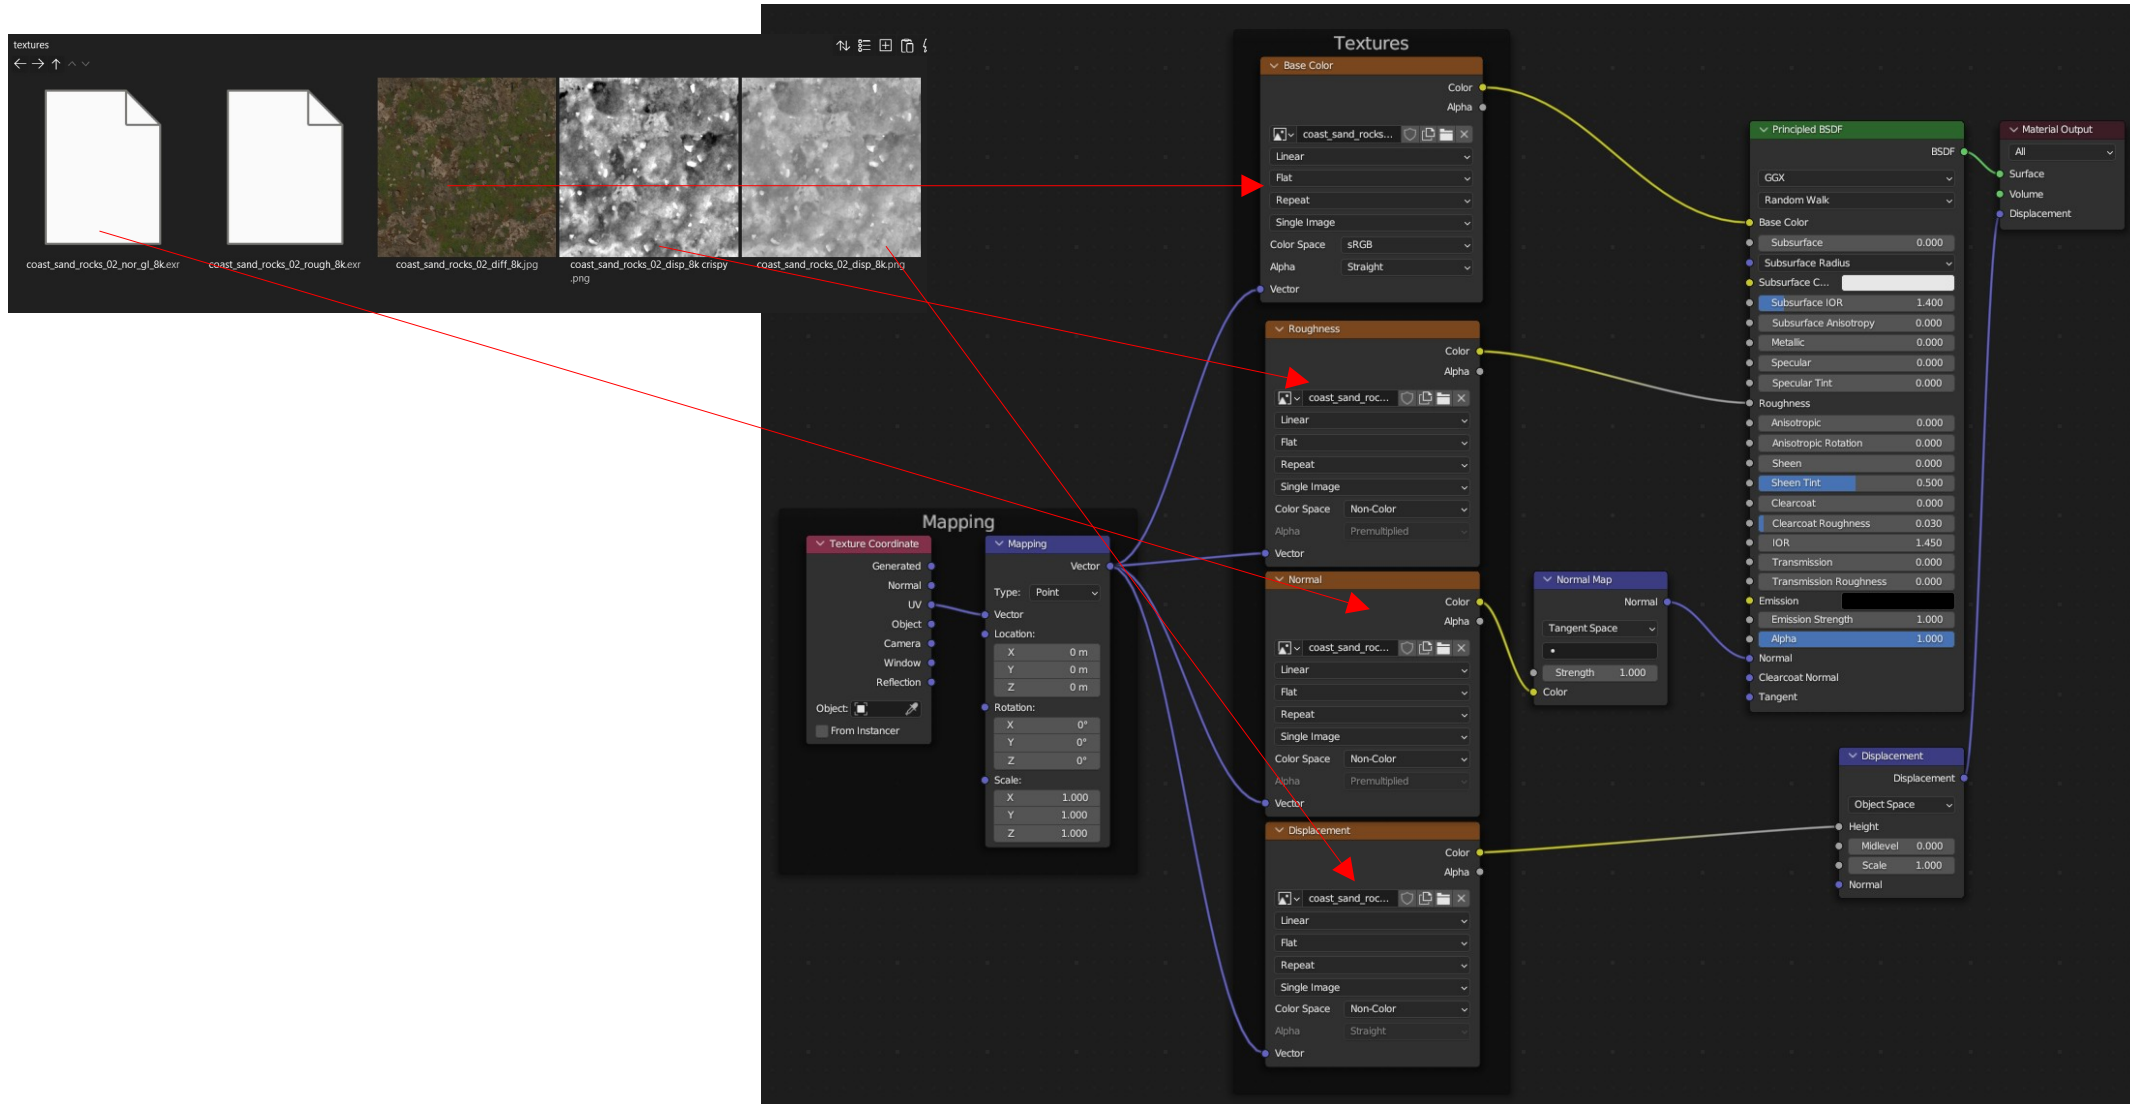 textures
coast_sand_rocks_02_nor_gl_8k.exr
coast_sand_rocks_02_rough_8k.exr
coast_sand_rocks_02_diff_8k.jpg
coast_sand_rocks_02_disp_8k crispy
.png
coast_sand_rocks_02_disp_8k.png
Mapping
Texture Coordinate
Generated
Normal
UV
Object
Camera
Window
Reflection
Object:
From Instancer
Mapping
Vector
Type: Point
Vector
Location:
X 0 m
Y 0 m
Z 0 m
Rotation:
X 0°
Y 0°
Z 0°
Scale:
X 1.000
Y 1.000
Z 1.000
Textures
Base Color
Color
Alpha
coast_sand_rocks...
Linear
Flat
Repeat
Single Image
Color Space sRGB
Alpha Straight
Vector
Roughness
Color
Alpha
coast_sand_roc...
Linear
Flat
Repeat
Single Image
Color Space Non-Color
Alpha Premultiplied
Vector
Normal
Color
Alpha
coast_sand_roc...
Linear
Flat
Repeat
Single Image
Color Space Non-Color
Alpha Premultiplied
Vector
Displacement
Color
Alpha
coast_sand_roc...
Linear
Flat
Repeat
Single Image
Color Space Non-Color
Alpha Straight
Vector
Normal Map
Normal
Tangent Space
Strength 1.000
Color
Principled BSDF
BSDF
GGX
Random Walk
Base Color
Subsurface 0.000
Subsurface Radius
Subsurface C...
Subsurface IOR 1.400
Subsurface Anisotropy 0.000
Metallic 0.000
Specular 0.000
Specular Tint 0.000
Roughness
Anisotropic 0.000
Anisotropic Rotation 0.000
Sheen 0.000
Sheen Tint 0.500
Clearcoat 0.000
Clearcoat Roughness 0.030
IOR 1.450
Transmission 0.000
Transmission Roughness 0.000
Emission
Emission Strength 1.000
Alpha 1.000
Normal
Clearcoat Normal
Tangent
Displacement
Displacement
Object Space
Height
Midlevel 0.000
Scale 1.000
Normal
Material Output
All
Surface
Volume
Displacement